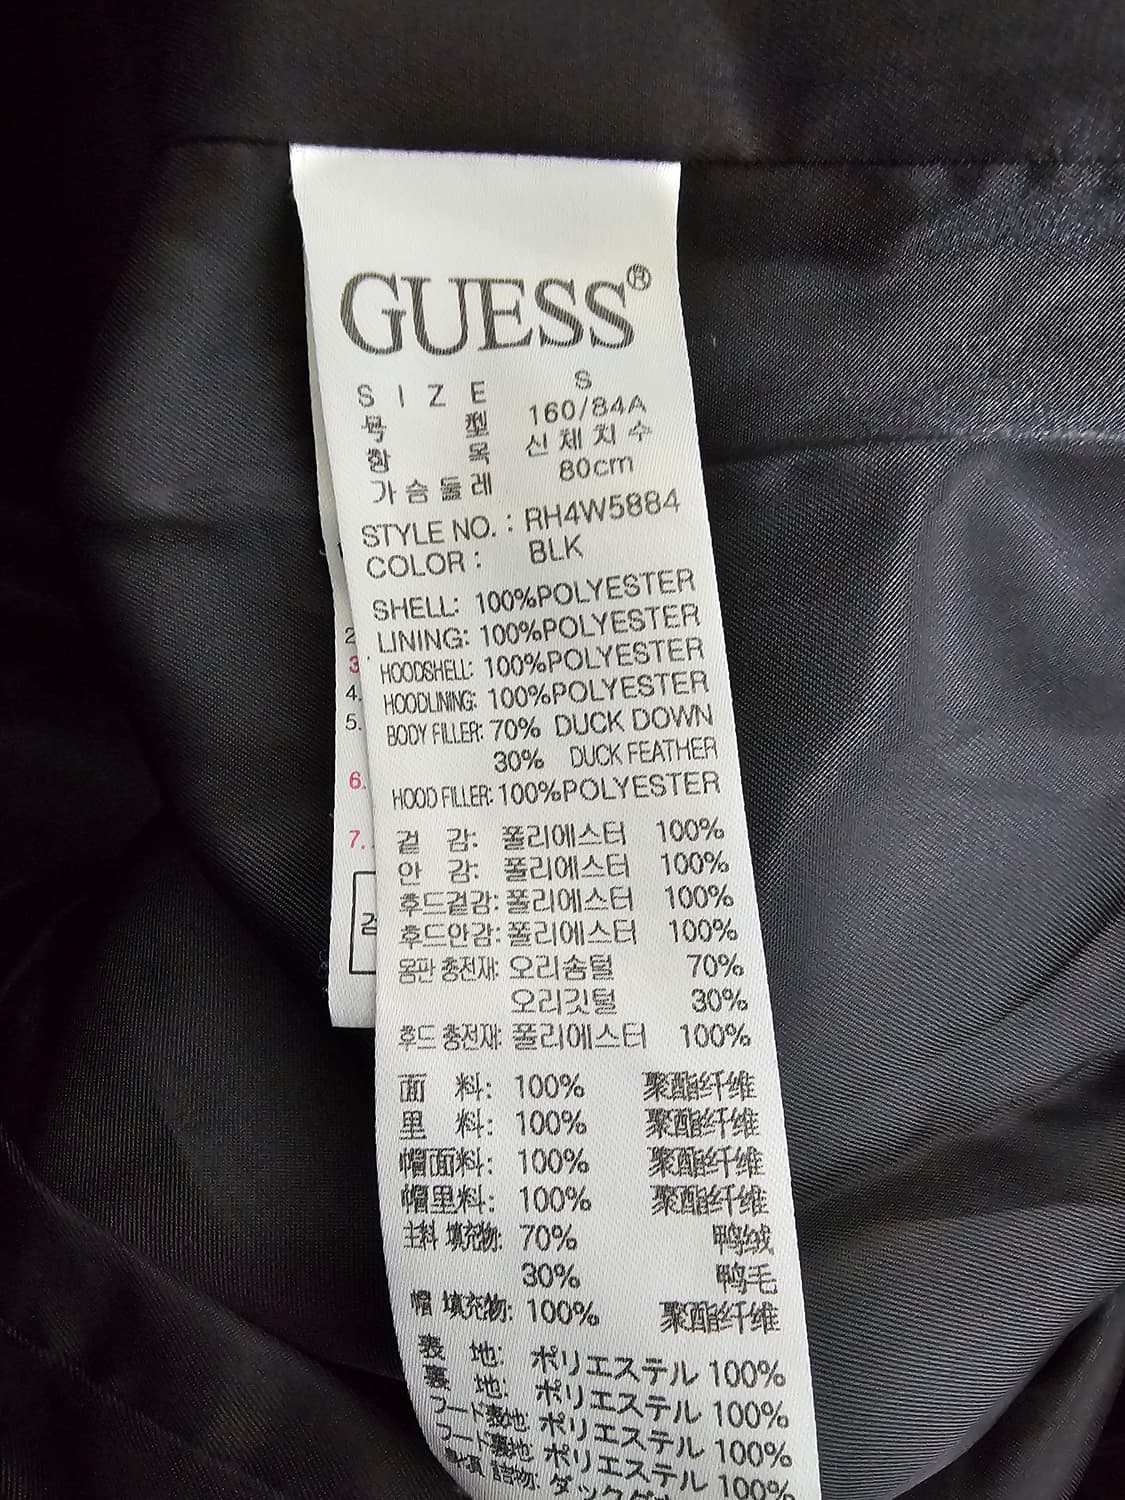 GUESS®
SIZE S
号型 160/84A
항목 신체치수
가슴둘레 80cm
STYLE NO. : RH4W5884
COLOR : BLK
SHELL: 100%POLYESTER
LINING: 100%POLYESTER
HOODSHELL: 100%POLYESTER
HOODLINING: 100%POLYESTER
BODY FILLER: 70% DUCK DOWN
30% DUCK FEATHER
HOOD FILLER: 100%POLYESTER
겉 감: 폴리에스터 100%
안 감: 폴리에스터 100%
후드겉감: 폴리에스터 100%
후드안감: 폴리에스터 100%
몸판 충전재: 오리솜털 70%
오리깃털 30%
후드 충전재: 폴리에스터 100%
面 料: 100% 聚酯纤维
里 料: 100% 聚酯纤维
帽面料: 100% 聚酯纤维
帽里料: 100% 聚酯纤维
主料 填充物: 70% 鸭绒
30% 鸭毛
帽 填充物: 100% 聚酯纤维
表 地: ポリエステル 100%
裏 地: ポリエステル 100%
フード表地: ポリエステル 100%
フード裏地: ポリエステル 100%
2
3
4.
5.
6.
7.